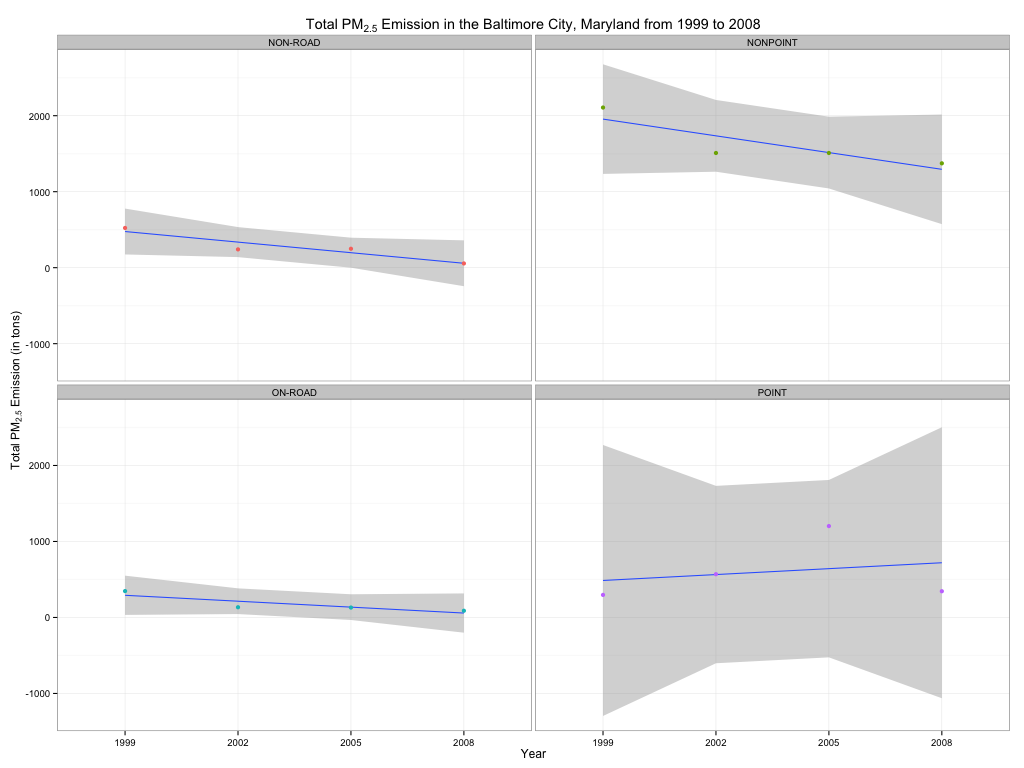 Total PM2.5 Emission in the Baltimore City, Maryland from 1999 to 2008
NON-ROAD
NONPOINT
2000
1000
0
-1000
ON-ROAD
POINT
2000
1000
0
-1000
Total PM2.5 Emission (in tons)
1999 2002 2005 2008 1999 2002 2005 2008
Year